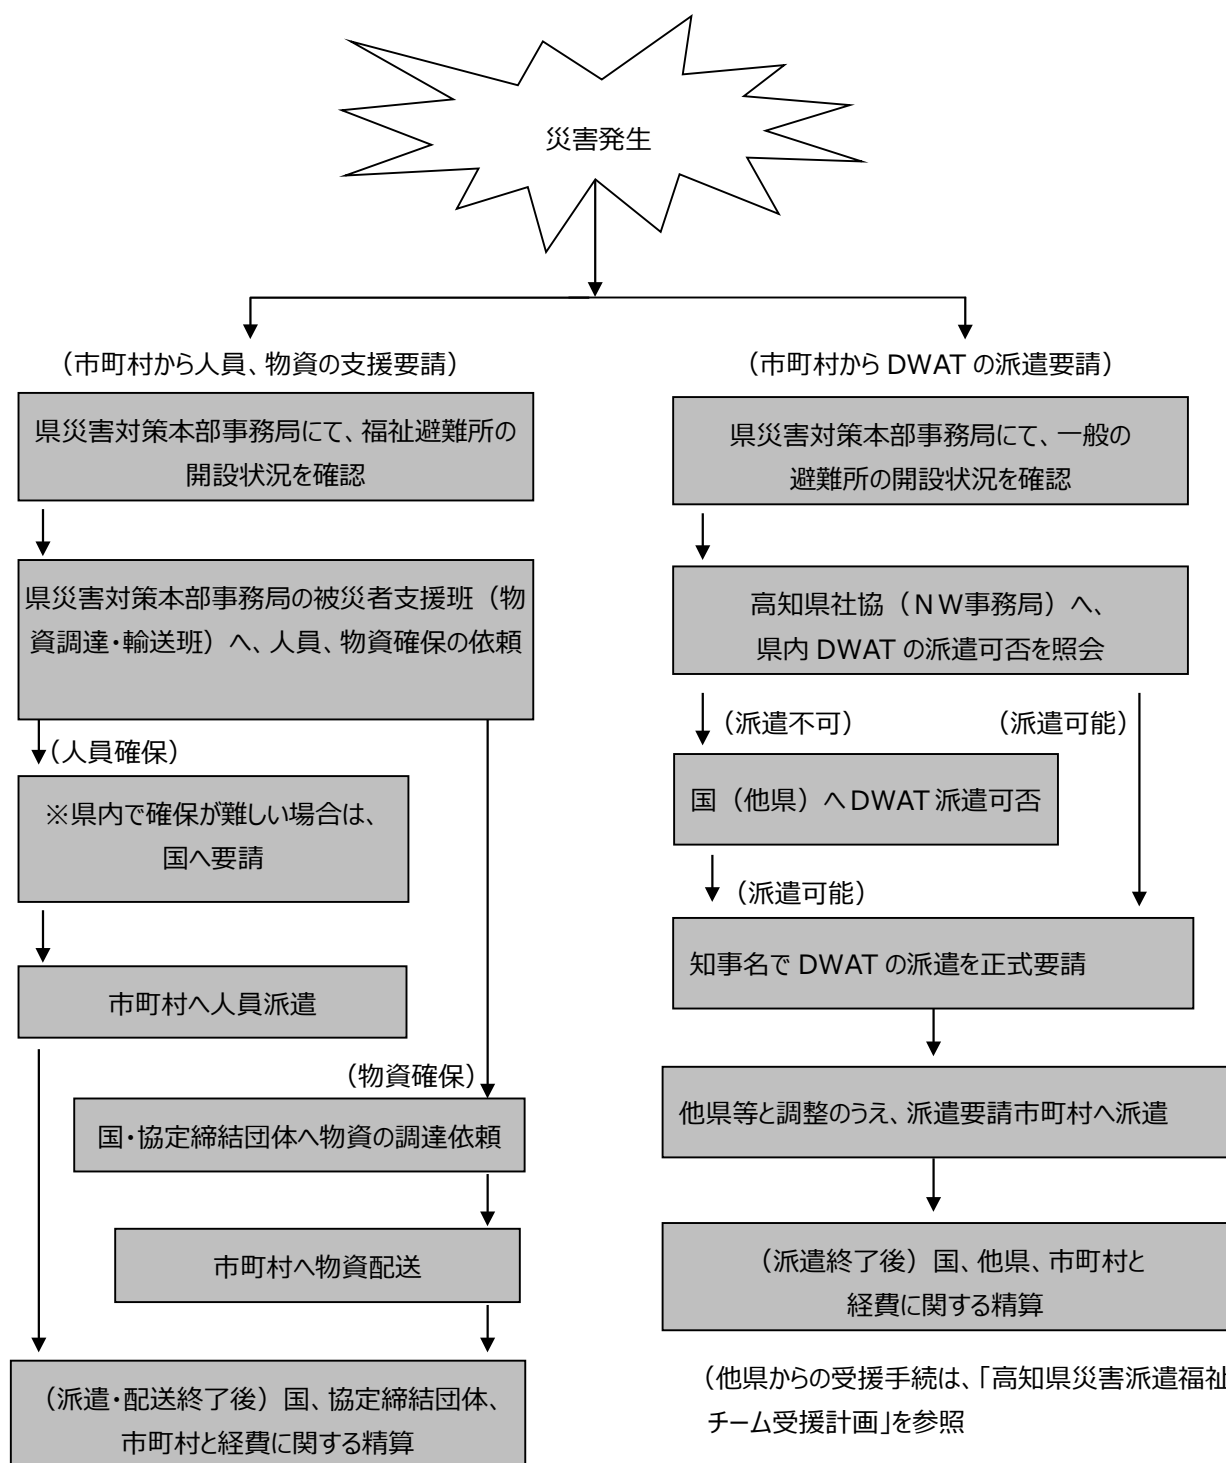 災害発生
（市町村から人員、物資の支援要請）
県災害対策本部事務局にて、福祉避難所の
開設状況を確認
県災害対策本部事務局の被災者支援班（物
資調達・輸送班）へ、人員、物資確保の依頼
（人員確保）
※県内で確保が難しい場合は、
国へ要請
市町村へ人員派遣
（物資確保）
国・協定締結団体へ物資の調達依頼
市町村へ物資配送
（派遣・配送終了後）国、協定締結団体、
市町村と経費に関する精算
（市町村から DWAT の派遣要請）
県災害対策本部事務局にて、一般の
避難所の開設状況を確認
高知県社協（ＮＷ事務局）へ、
県内 DWAT の派遣可否を照会
（派遣不可）
（派遣可能）
国（他県）へ DWAT 派遣可否
（派遣可能）
知事名で DWAT の派遣を正式要請
他県等と調整のうえ、派遣要請市町村へ派遣
（派遣終了後）国、他県、市町村と
経費に関する精算
（他県からの受援手続は、「高知県災害派遣福祉
チーム受援計画」を参照